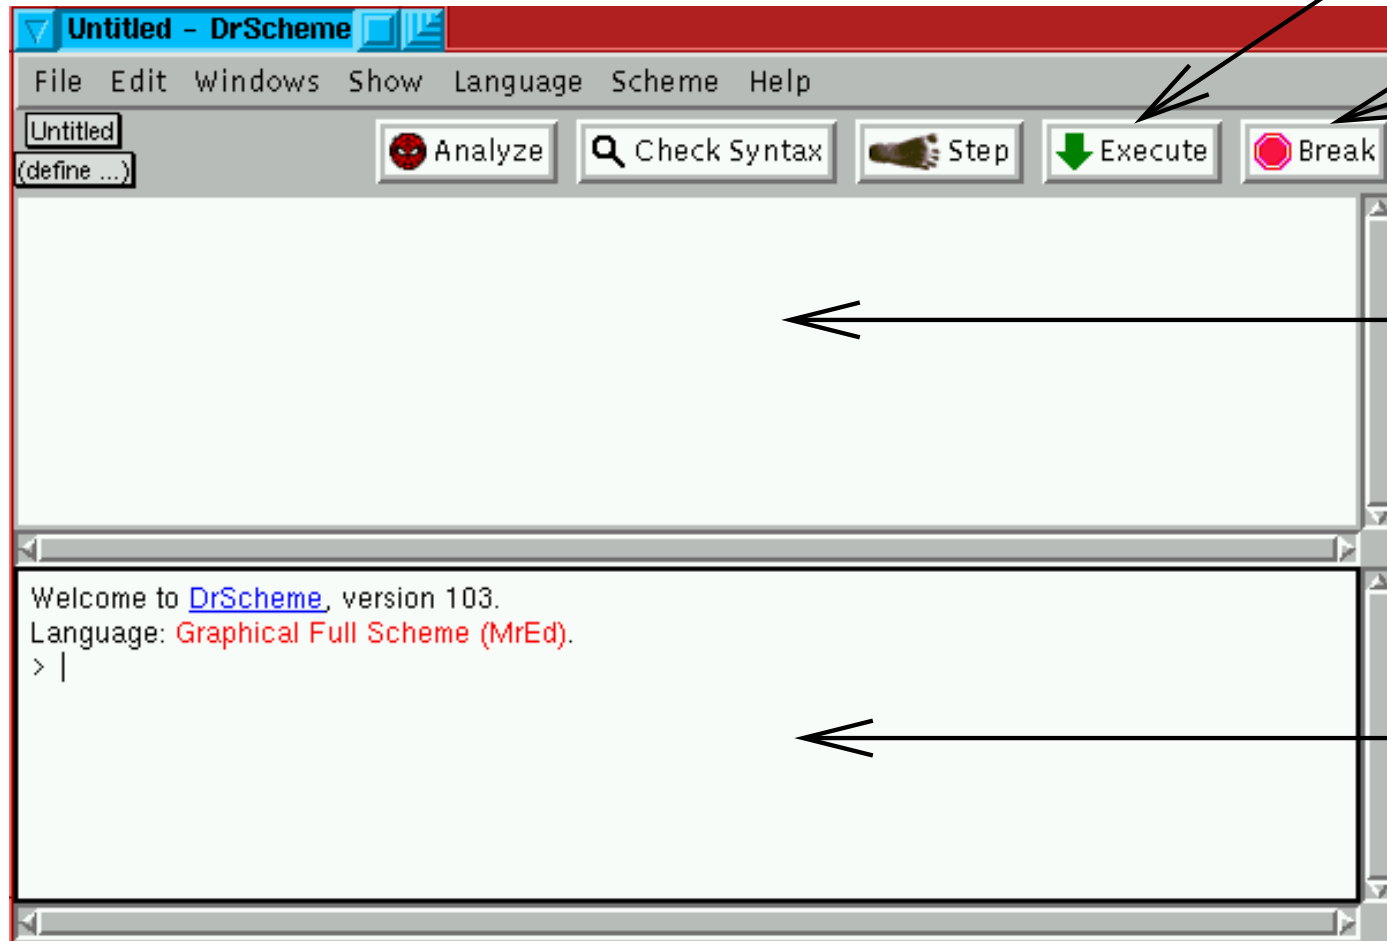 Untitled - DrScheme
File Edit Windows Show Language Scheme Help
Untitled
(define ...)
Analyze Check Syntax Step Execute Break
Welcome to DrScheme, version 103.
Language: Graphical Full Scheme (MrEd).
>